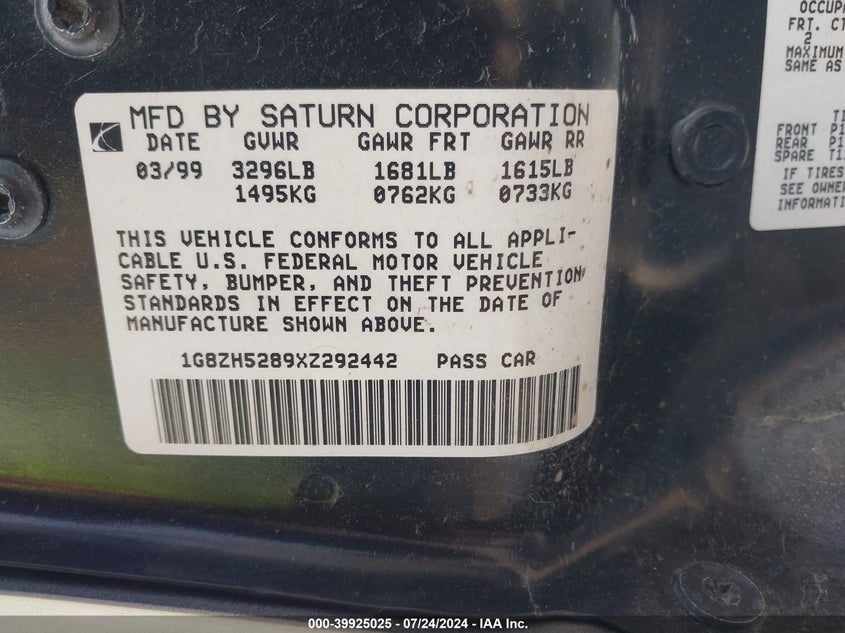 MFD BY SATURN CORPORATION
DATE GVWR GAWR FRT GAWR RR
03/99 3296LB 1681LB 1615LB
1495KG 0762KG 0733KG
THIS VEHICLE CONFORMS TO ALL APPLI-
CABLE U.S. FEDERAL MOTOR VEHICLE
SAFETY, BUMPER, AND THEFT PREVENTION
STANDARDS IN EFFECT ON THE DATE OF
MANUFACTURE SHOWN ABOVE.
1G8ZH5289XZ292442 PASS CAR
FRT.
2
MAXIMUM
SAME AS
FRONT
REAR
SPARE
IF TIRES
SEE
000-39925025 / 07/24/2024 - IAA Inc.